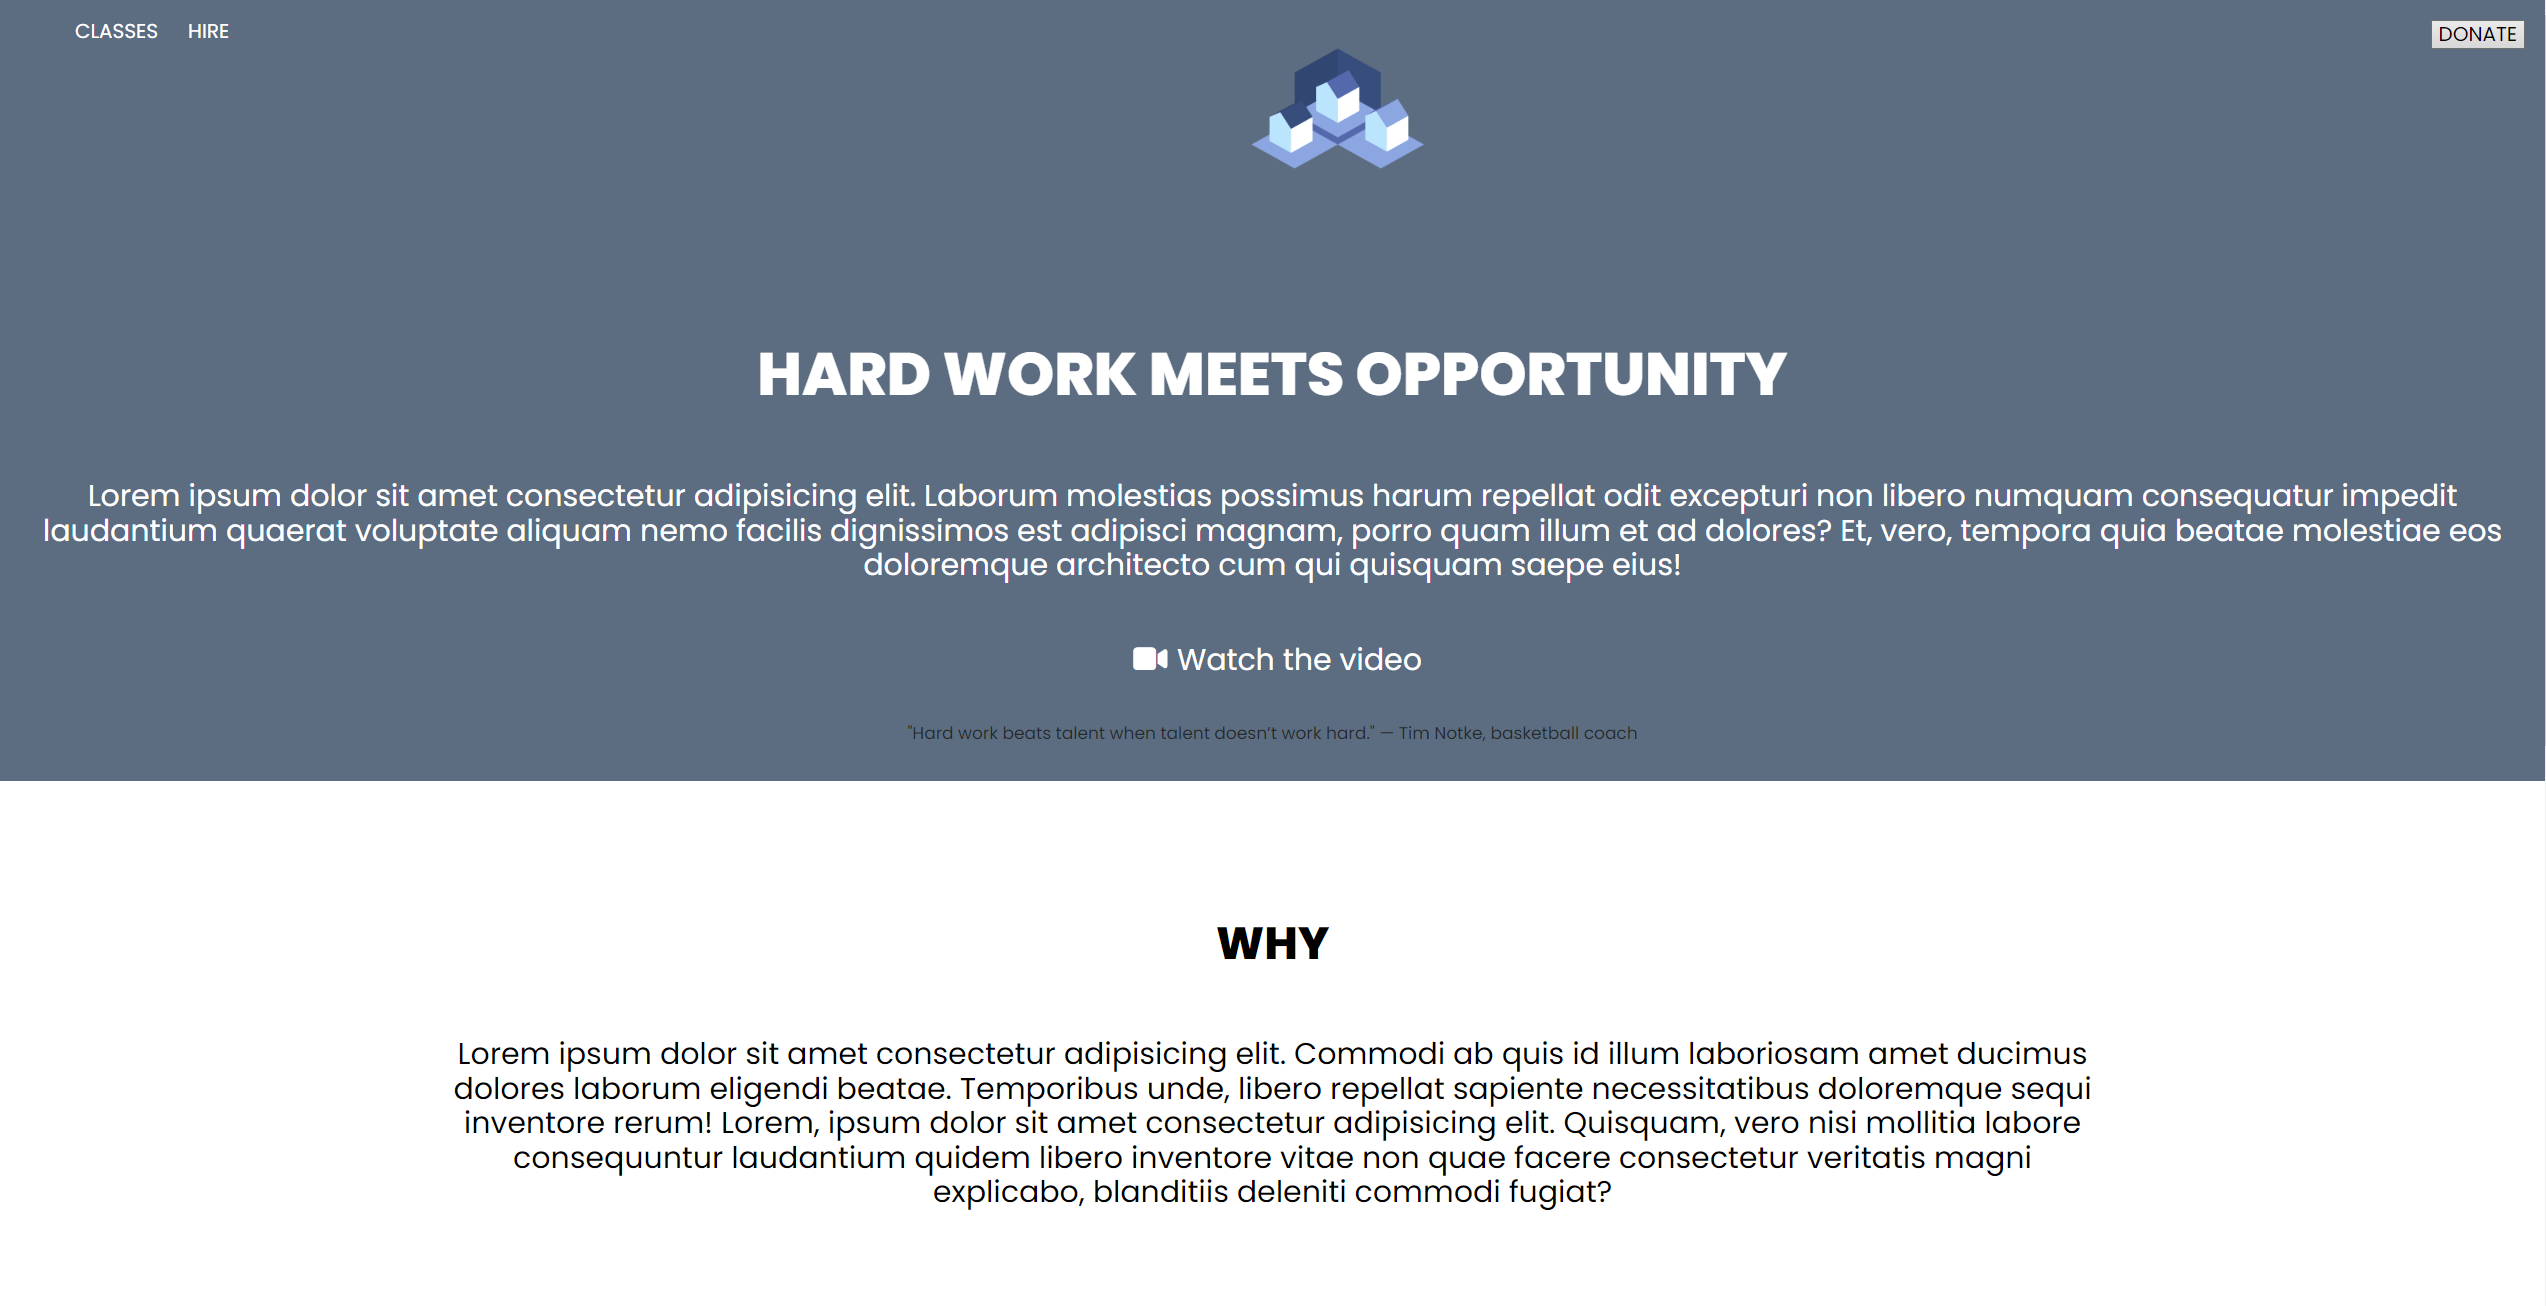 CLASSES HIRE DONATE
HARD WORK MEETS OPPORTUNITY
Lorem ipsum dolor sit amet consectetur adipisicing elit. Laborum molestias possimus harum repellat odit excepturi non libero numquam consequatur impedit
laudantium quaerat voluptate aliquam nemo facilis dignissimos est adipisci magnam, porro quam illum et ad dolores? Et, vero, tempora quia beatae molestiae eos
doloremque architecto cum qui quisquam saepe eius!
Watch the video
"Hard work beats talent when talent doesn’t work hard." — Tim Notke, basketball coach
WHY
Lorem ipsum dolor sit amet consectetur adipisicing elit. Commodi ab quis id illum laboriosam amet ducimus
dolores laborum eligendi beatae. Temporibus unde, libero repellat sapiente necessitatibus doloremque sequi
inventore rerum! Lorem, ipsum dolor sit amet consectetur adipisicing elit. Quisquam, vero nisi mollitia labore
consequuntur laudantium quidem libero inventore vitae non quae facere consectetur veritatis magni
explicabo, blanditiis deleniti commodi fugiat?